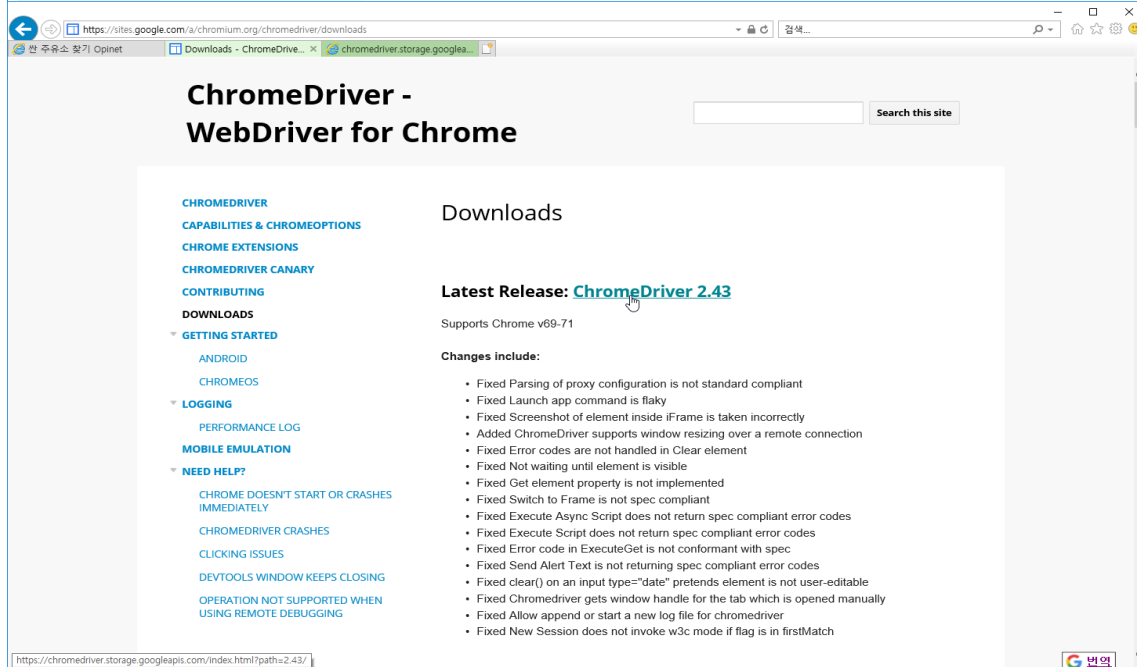 https://sites.google.com/a/chromium.org/chromedriver/downloads
검색...
싼 주유소 찾기 Opinet
Downloads - ChromeDrive...
chromedriver.storage.googlea...
ChromeDriver -
WebDriver for Chrome
Search this site
CHROMEDRIVER
CAPABILITIES & CHROMEOPTIONS
CHROME EXTENSIONS
CHROMEDRIVER CANARY
CONTRIBUTING
DOWNLOADS
GETTING STARTED
ANDROID
CHROMEOS
LOGGING
PERFORMANCE LOG
MOBILE EMULATION
NEED HELP?
CHROME DOESN'T START OR CRASHES
IMMEDIATELY
CHROMEDRIVER CRASHES
CLICKING ISSUES
DEVTOOLS WINDOW KEEPS CLOSING
OPERATION NOT SUPPORTED WHEN
USING REMOTE DEBUGGING
Downloads
Latest Release: ChromeDriver 2.43
Supports Chrome v69-71
Changes include:
• Fixed Parsing of proxy configuration is not standard compliant
• Fixed Launch app command is flaky
• Fixed Screenshot of element inside iFrame is taken incorrectly
• Added ChromeDriver supports window resizing over a remote connection
• Fixed Error codes are not handled in Clear element
• Fixed Not waiting until element is visible
• Fixed Get element property is not implemented
• Fixed Switch to Frame is not spec compliant
• Fixed Execute Async Script does not return spec compliant error codes
• Fixed Execute Script does not return spec compliant error codes
• Fixed Error code in ExecuteGet is not conformant with spec
• Fixed Send Alert Text is not returning spec compliant error codes
• Fixed clear() on an input type="date" pretends element is not user-editable
• Fixed Chromedriver gets window handle for the tab which is opened manually
• Fixed Allow append or start a new log file for chromedriver
• Fixed New Session does not invoke w3c mode if flag is in firstMatch
https://chromedriver.storage.googleapis.com/index.html?path=2.43/
G 번역